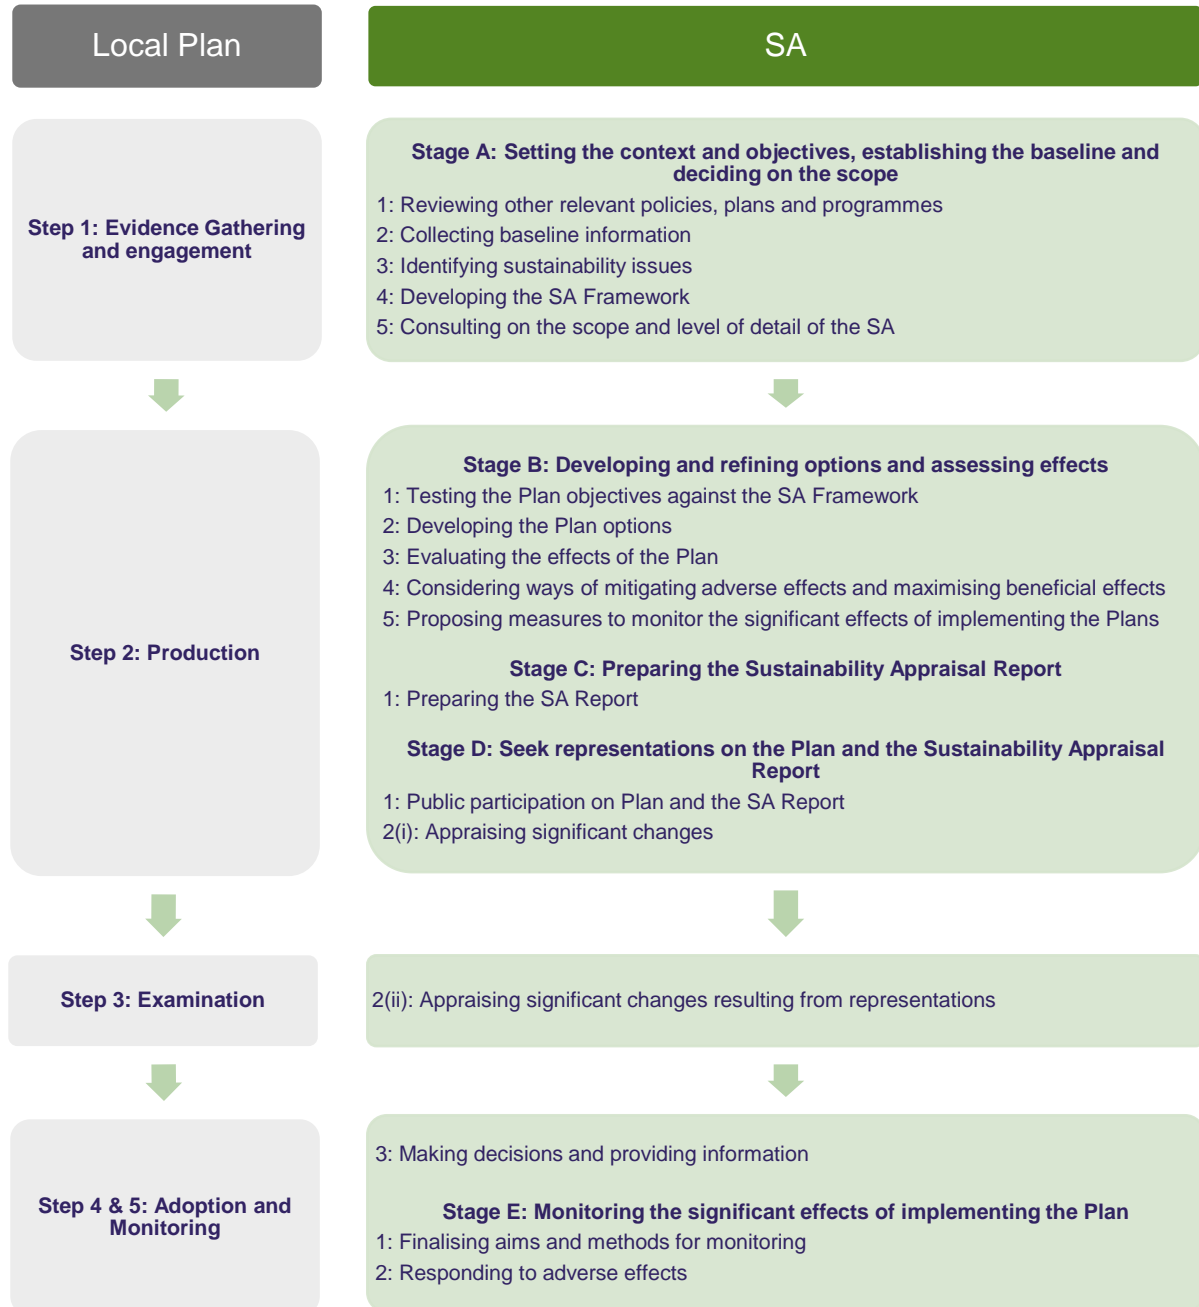 Local Plan
SA
Step 1: Evidence Gathering
and engagement
Stage A: Setting the context and objectives, establishing the baseline and
deciding on the scope
1: Reviewing other relevant policies, plans and programmes
2: Collecting baseline information
3: Identifying sustainability issues
4: Developing the SA Framework
5: Consulting on the scope and level of detail of the SA
Step 2: Production
Stage B: Developing and refining options and assessing effects
1: Testing the Plan objectives against the SA Framework
2: Developing the Plan options
3: Evaluating the effects of the Plan
4: Considering ways of mitigating adverse effects and maximising beneficial effects
5: Proposing measures to monitor the significant effects of implementing the Plans
Stage C: Preparing the Sustainability Appraisal Report
1: Preparing the SA Report
Stage D: Seek representations on the Plan and the Sustainability Appraisal
Report
1: Public participation on Plan and the SA Report
2(i): Appraising significant changes
Step 3: Examination
2(ii): Appraising significant changes resulting from representations
Step 4 & 5: Adoption and
Monitoring
3: Making decisions and providing information
Stage E: Monitoring the significant effects of implementing the Plan
1: Finalising aims and methods for monitoring
2: Responding to adverse effects